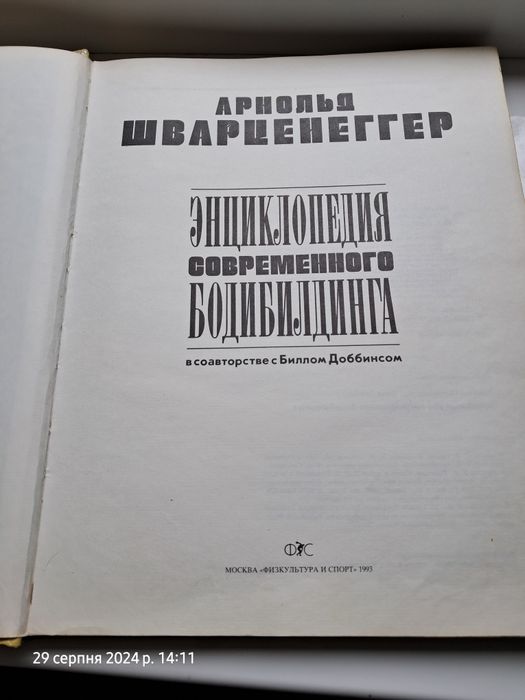 АРНОЛЬД
ШВАРЦЕНЕГГЕР
ЭНЦИКЛОПЕДИЯ
СОВРЕМЕННОГО
БОДИБИЛДИНГА
в соавторстве с Биллом Доббинсом
ФиС
МОСКВА «ФИЗКУЛЬТУРА И СПОРТ» 1993
29 серпня 2024 р. 14:11